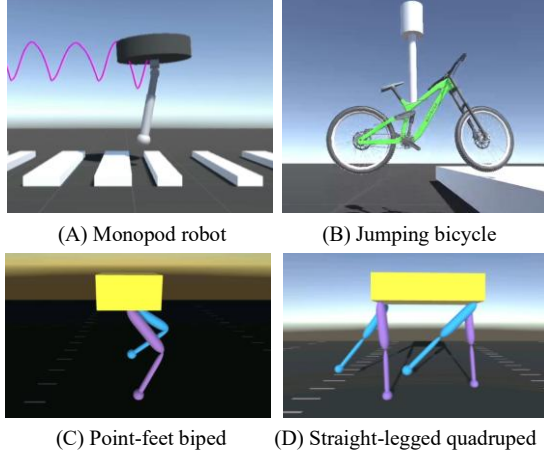 (A) Monopod robot
(B) Jumping bicycle
(C) Point-feet biped
(D) Straight-legged quadruped